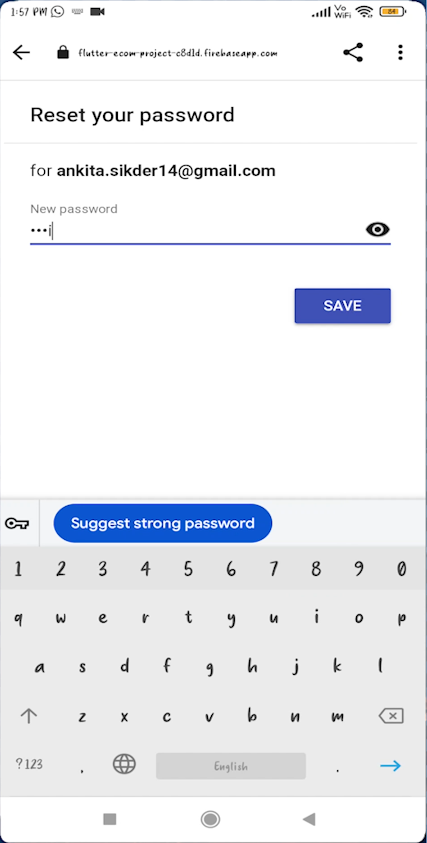 1:57 PM Vo WiFi 84
flutter-ecom-project-c8d1d.firebaseapp.com
Reset your password
for ankita.sikder14@gmail.com
New password
•••i
SAVE
Suggest strong password
1 2 3 4 5 6 7 8 9 0
q w e r t y u i o p
a s d f g h j k l
z x c v b n m
?123 , English .